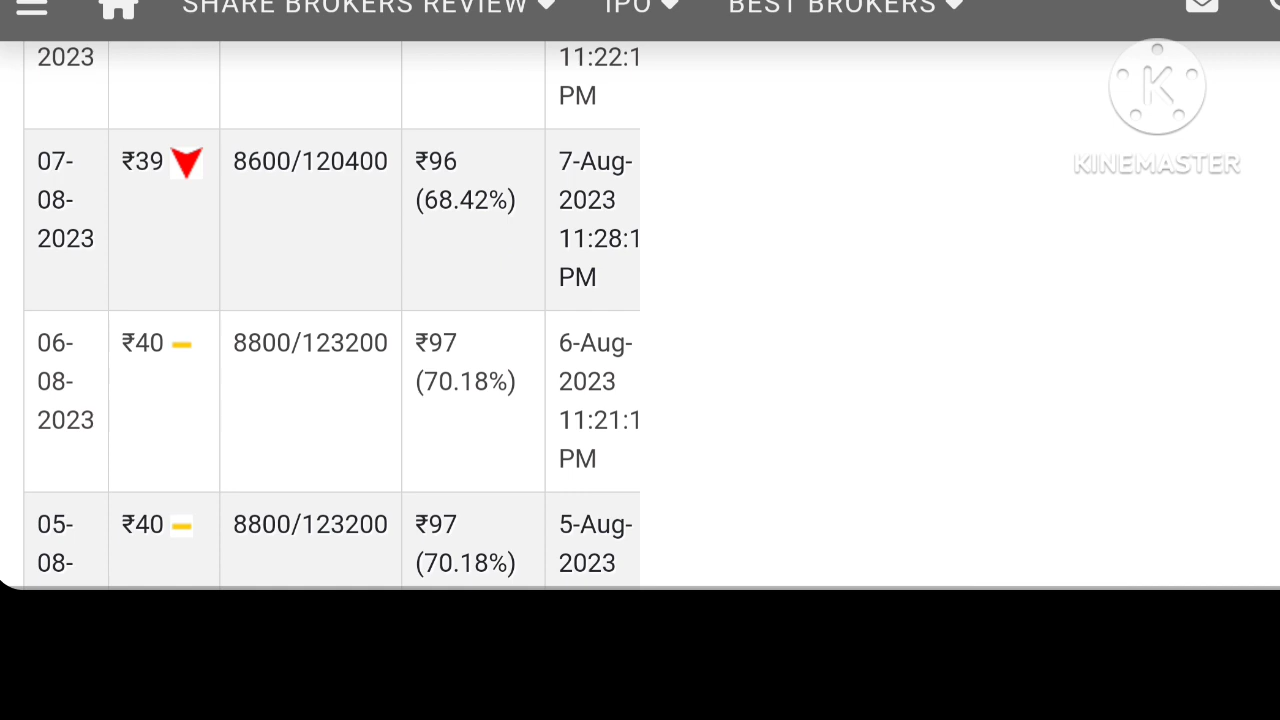 SHARE BROKERS REVIEW IPO BEST BROKERS
2023 11:22:1
PM
07- ₹39 8600/120400 ₹96 7-Aug-
08- (68.42%) 2023
2023 11:28:1
PM
06- ₹40 8800/123200 ₹97 6-Aug-
08- (70.18%) 2023
2023 11:21:1
PM
05- ₹40 8800/123200 ₹97 5-Aug-
08- (70.18%) 2023
K
KINEMASTER